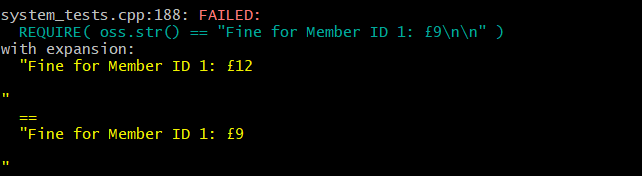 system_tests.cpp:188: FAILED:
  REQUIRE( oss.str() == "Fine for Member ID 1: £9\n\n" )
with expansion:
  "Fine for Member ID 1: £12

"
  ==
  "Fine for Member ID 1: £9

"